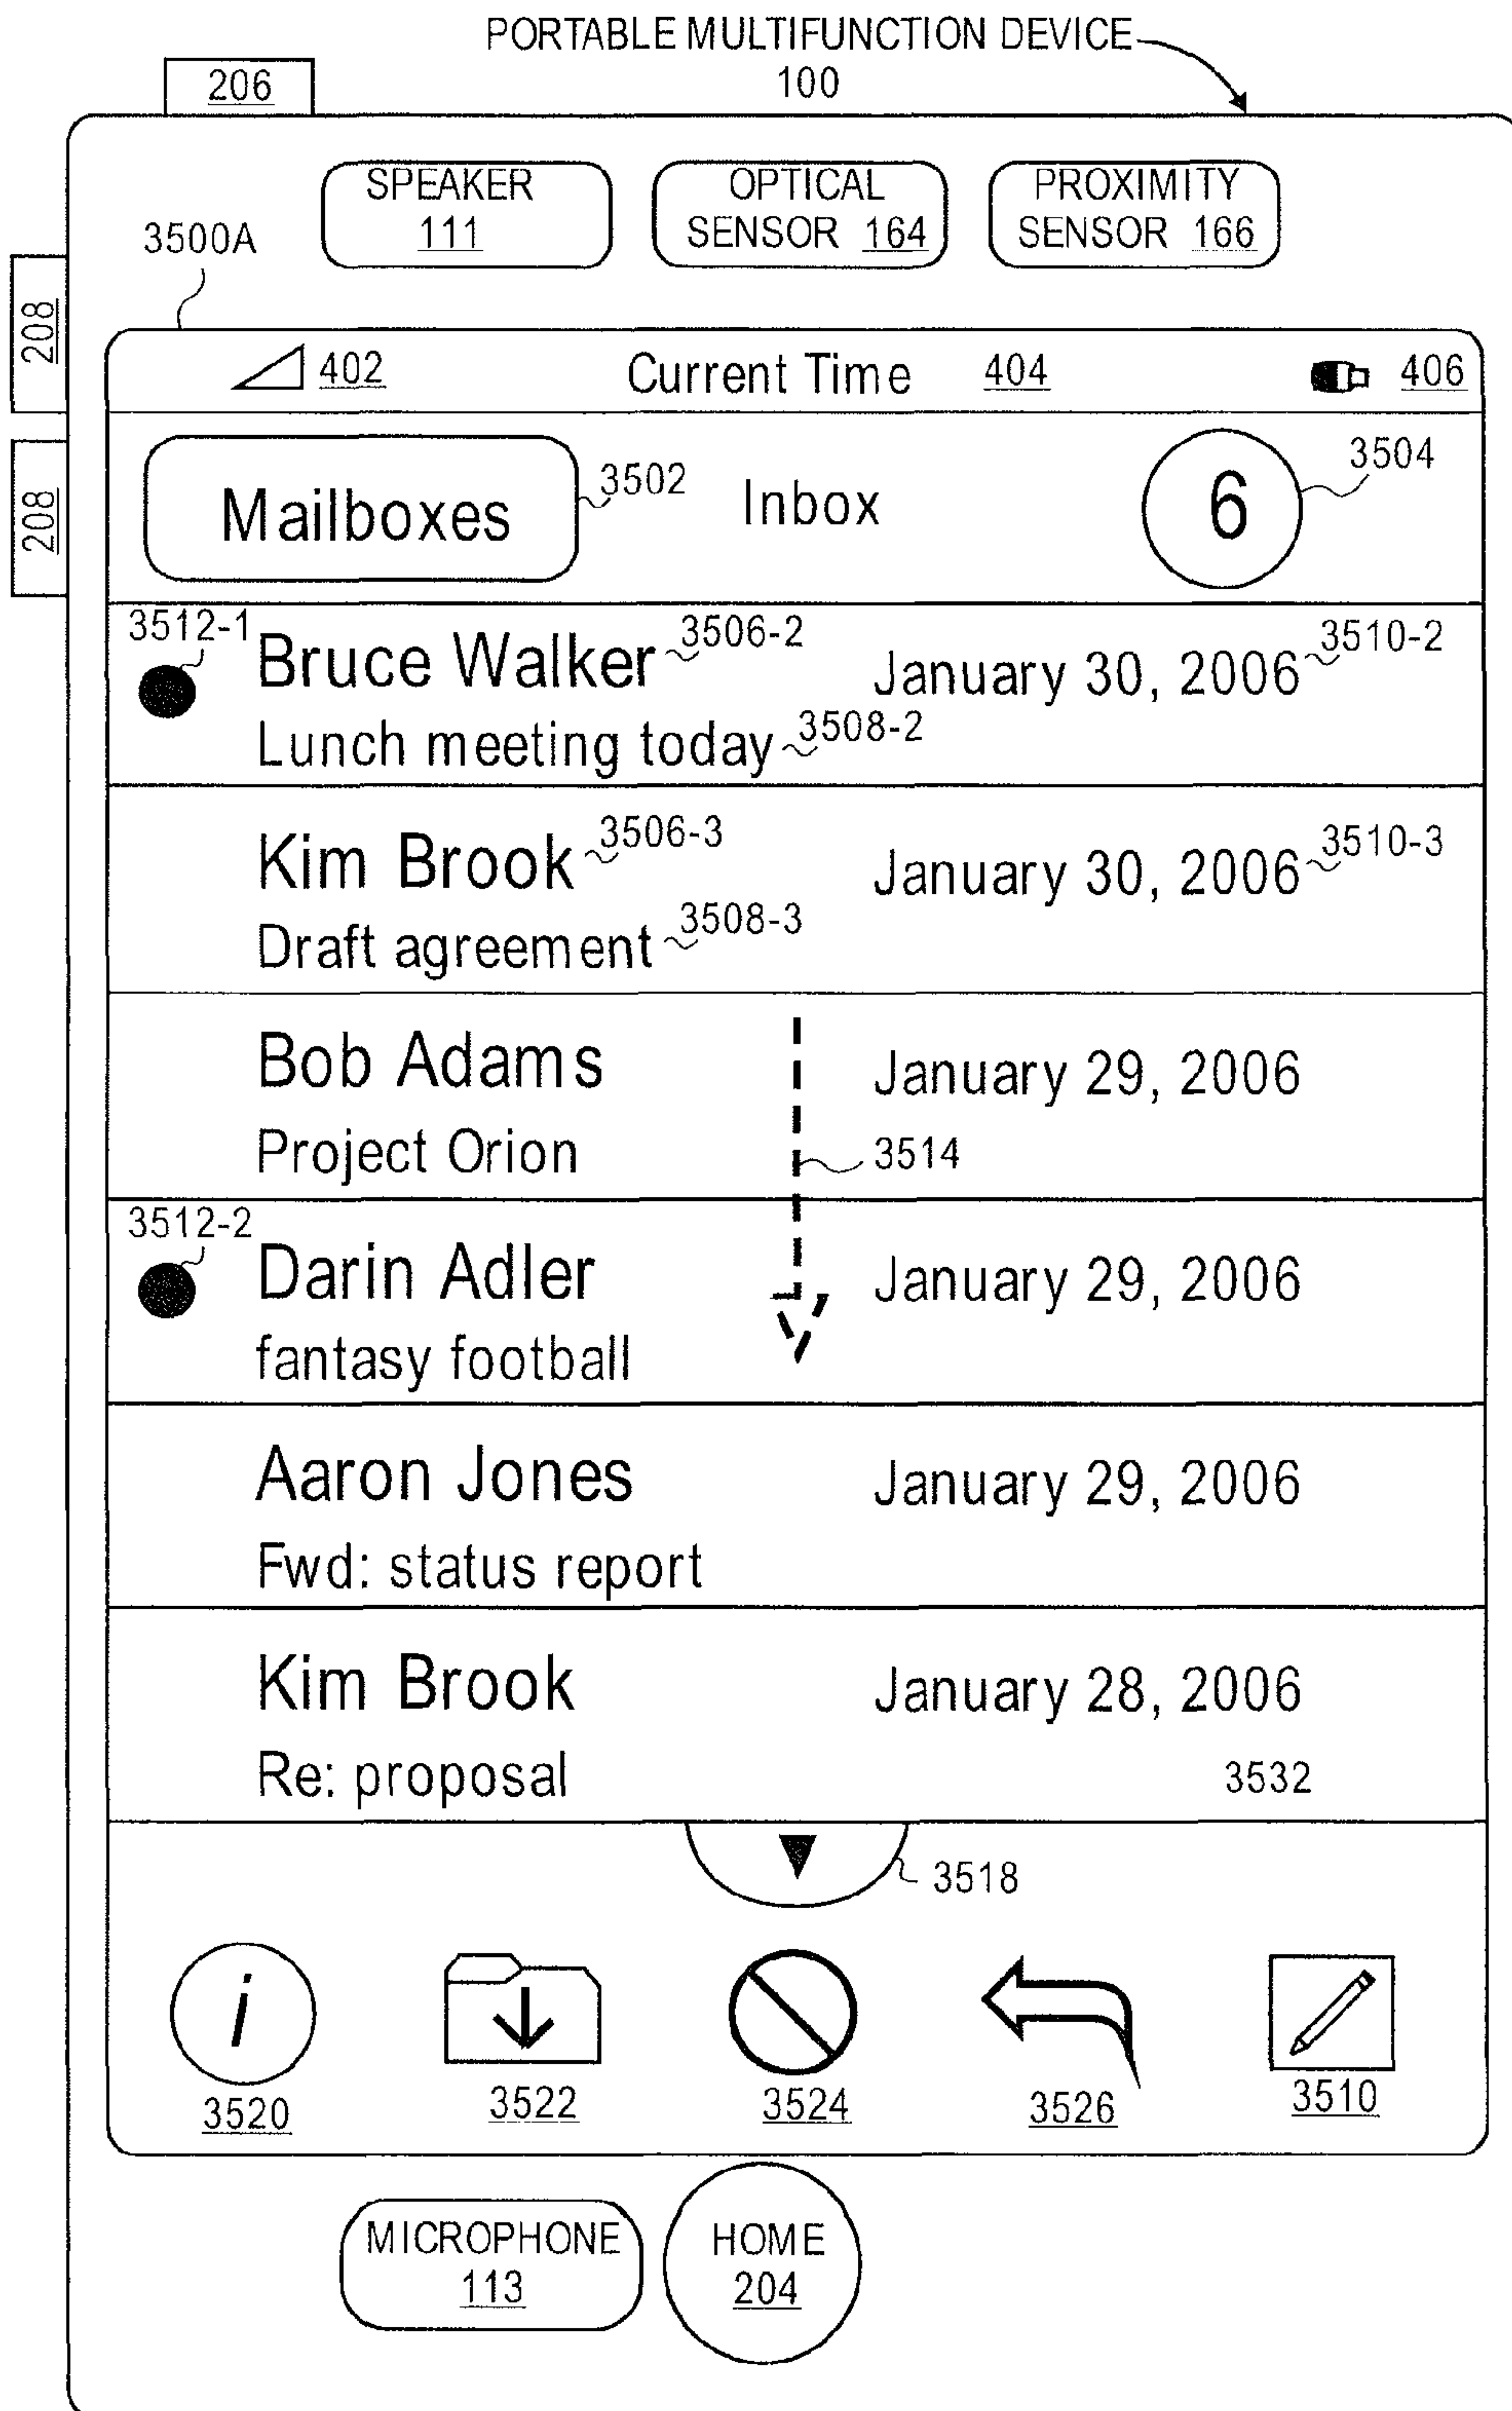 PORTABLE MULTIFUNCTION DEVICE
100
206
SPEAKER
111
OPTICAL
SENSOR 164
PROXIMITY
SENSOR 166
3500A
208
208
402 Current Time 404 406
Mailboxes 3502 Inbox 6 3504
3512-1 Bruce Walker 3506-2 January 30, 2006 3510-2
Lunch meeting today 3508-2
Kim Brook 3506-3 January 30, 2006 3510-3
Draft agreement 3508-3
Bob Adams January 29, 2006
Project Orion 3514
3512-2 Darin Adler January 29, 2006
fantasy football
Aaron Jones January 29, 2006
Fwd: status report
Kim Brook January 28, 2006
Re: proposal 3532
3518
i
3520 3522 3524 3526 3510
MICROPHONE
113
HOME
204